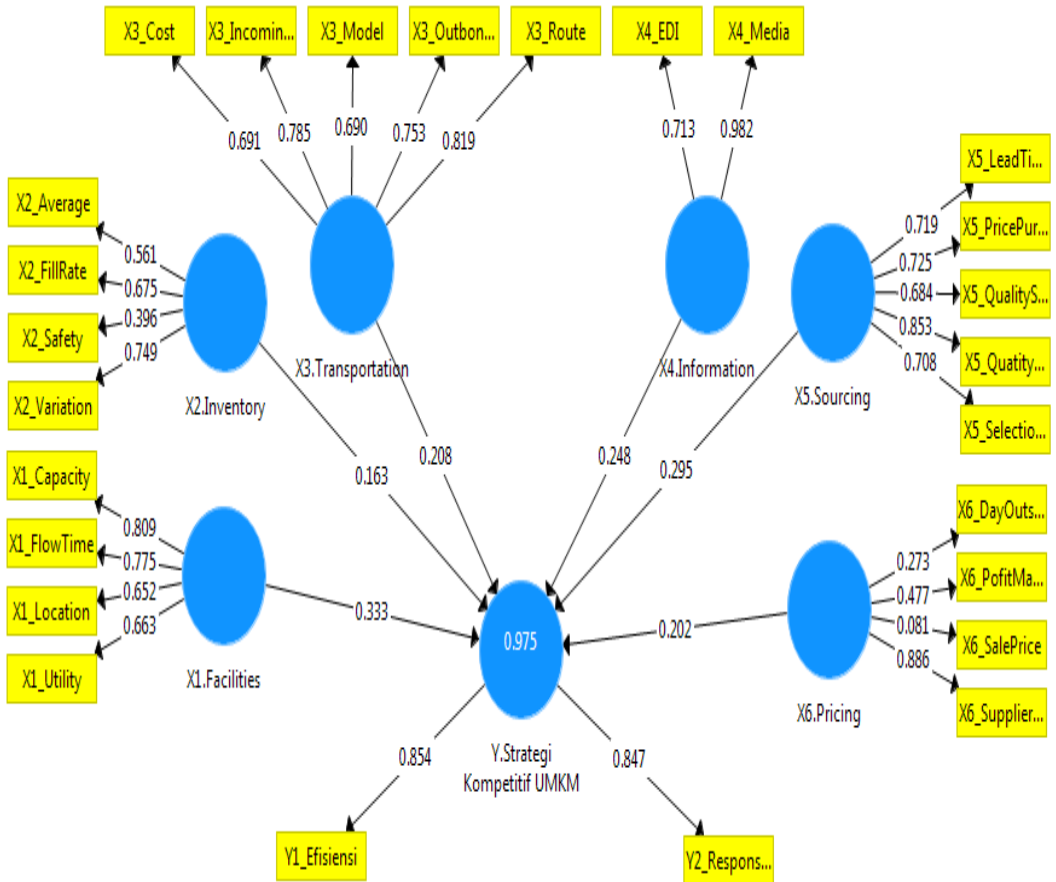 X3_Cost
X3_Incomin...
X3_Model
X3_Outbon...
X3_Route
X4_EDI
X4_Media
0.691
0.785
0.690
0.753
0.819
0.713
0.982
X2_Average
X2_FillRate
X2_Safety
X2_Variation
0.561
0.675
0.396
0.749
X2.Inventory
X3.Transportation
X4.Information
X5.Sourcing
X5_LeadTi...
X5_PricePur...
X5_QualityS...
X5_Quatity...
X5_Selectio...
0.719
0.725
0.684
0.853
0.708
0.163
0.208
0.248
0.295
X1_Capacity
X1_FlowTime
X1_Location
X1_Utility
0.809
0.775
0.652
0.663
X1.Facilities
0.333
0.975
0.202
X6.Pricing
X6_DayOuts...
X6_PofitMa...
X6_SalePrice
X6_Supplier...
0.273
0.477
0.081
0.886
Y.Strategi
Kompetitif UMKM
0.854
0.847
Y1_Efisiensi
Y2_Respons...